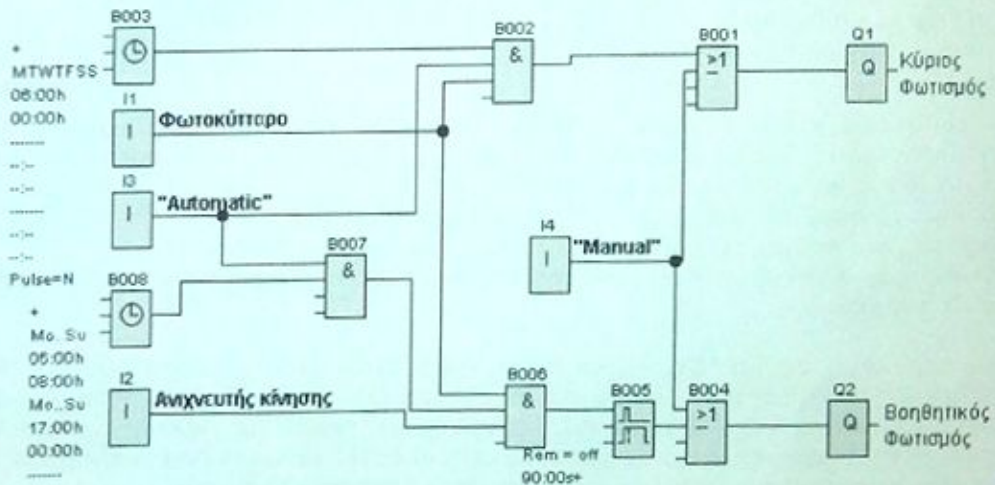 B003
+
MTWTFSS
06:00h
00:00h
------
--:--
--:--
------
--:--
--:--
Pulse=N
I1
I
Φωτοκύτταρο
I3
I
"Automatic"
B008
+
Mo..Su
05:00h
08:00h
Mo..Su
17:00h
00:00h
------
I2
I
Ανιχνευτής κίνησης
B007
&
B002
&
B006
&
Rem = off
90:00s+
I4
I
"Manual"
B005
B001
>1
B004
>1
Q1
Q
Κύριος
Φωτισμός
Q2
Q
Βοηθητικός
Φωτισμός